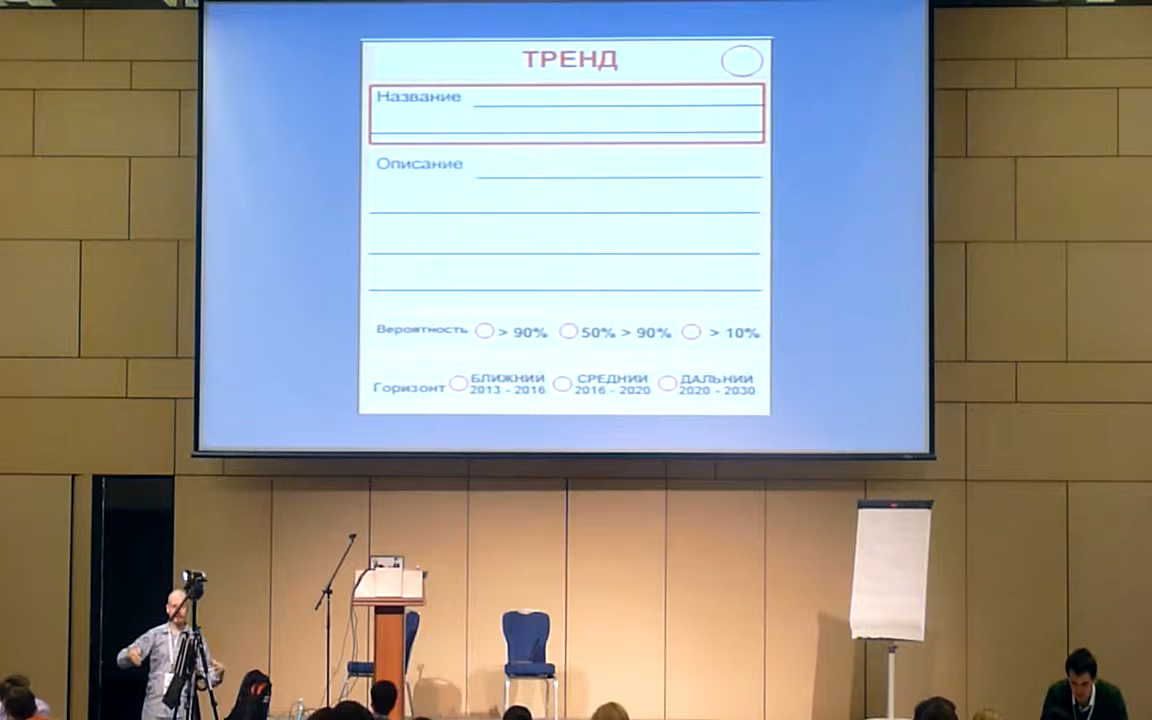 ТРЕНД
Название
Описание
Вероятность > 90% 50% > 90% > 10%
Горизонт БЛИЖНИЙ 2013 - 2016 СРЕДНИЙ 2016 - 2020 ДАЛЬНИЙ 2020 - 2030